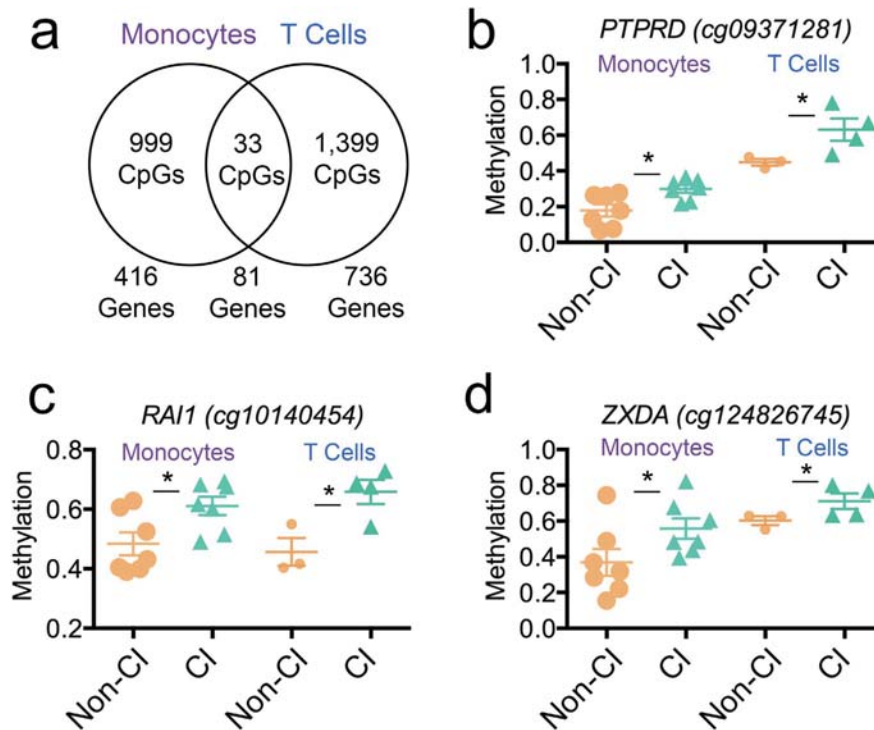 a
Monocytes T Cells
999 33 1,399
CpGs CpGs CpGs
416 81 736
Genes Genes Genes
b
PTPRD (cg09371281)
Monocytes T Cells
Methylation
1.0
0.8
0.6
0.4
0.2
0.0
* *
Non-CI CI Non-CI CI
c
RAI1 (cg10140454)
Monocytes T Cells
Methylation
0.8
0.6
0.4
0.2
* *
Non-CI CI Non-CI CI
d
ZXDA (cg124826745)
Monocytes T Cells
Methylation
1.0
0.8
0.6
0.4
0.2
0.0
* *
Non-CI CI Non-CI CI